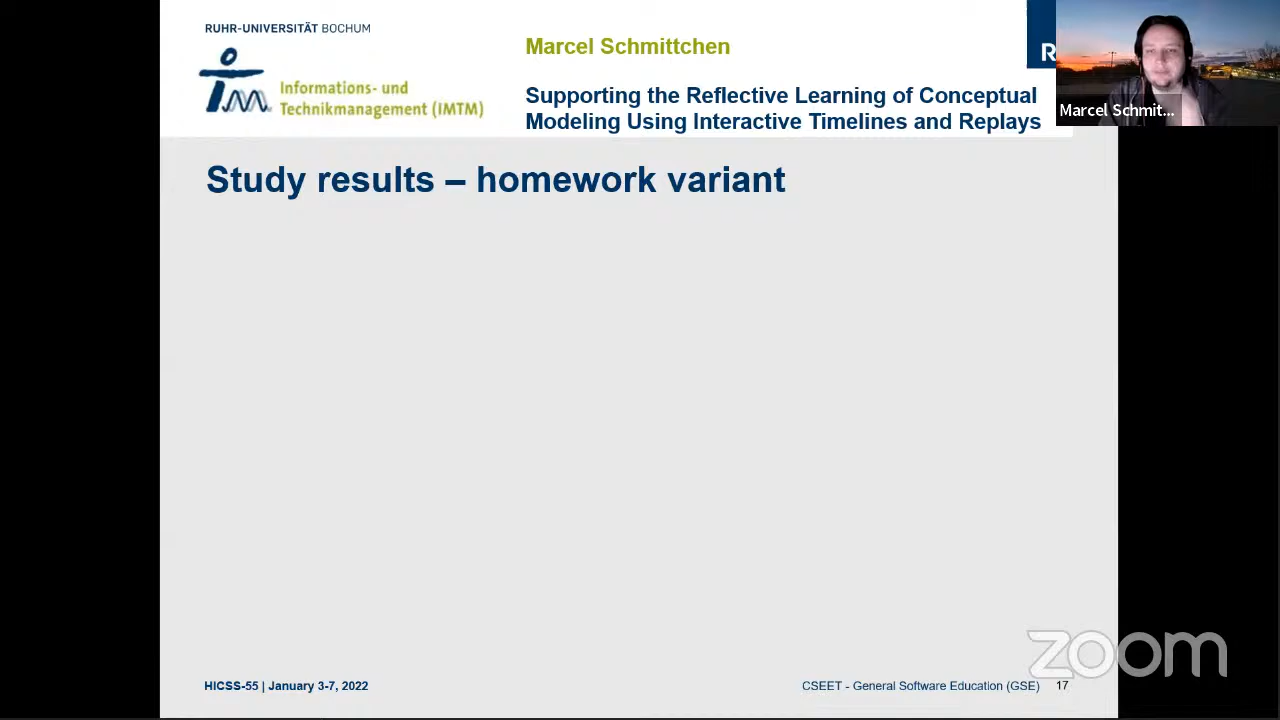 RUHR-UNIVERSITÄT BOCHUM
Informations- und
Technikmanagement (IMTM)
Marcel Schmittchen
Supporting the Reflective Learning of Conceptual
Modeling Using Interactive Timelines and Replays
R
Marcel Schmit...
Study results – homework variant
zoom
HICSS-55 | January 3-7, 2022
CSEET - General Software Education (GSE) 17